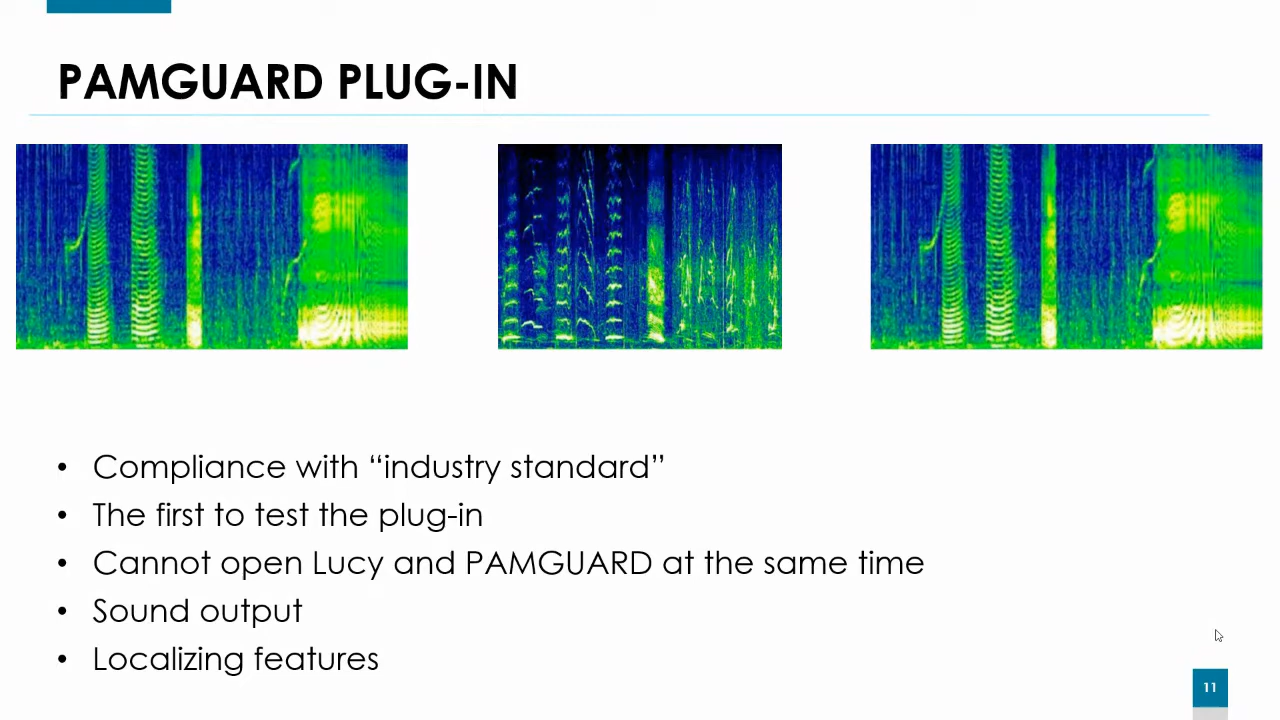 PAMGUARD PLUG-IN
• Compliance with “industry standard”
• The first to test the plug-in
• Cannot open Lucy and PAMGUARD at the same time
• Sound output
• Localizing features
11